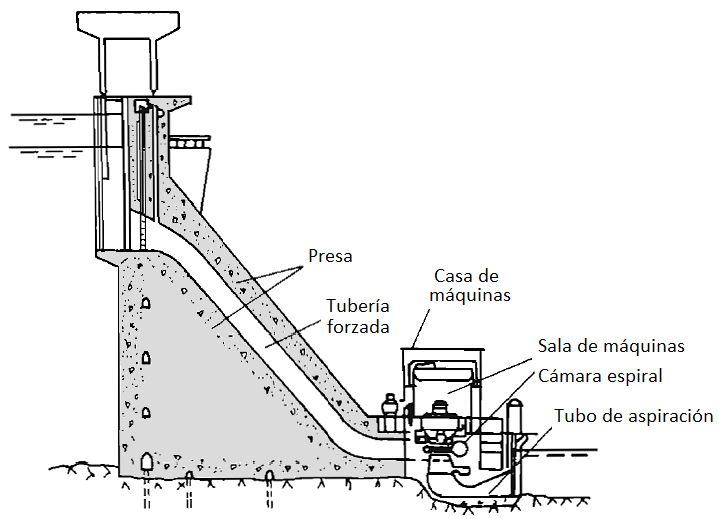 Presa
Tubería
forzada
Casa de
máquinas
Sala de máquinas
Cámara espiral
Tubo de aspiración